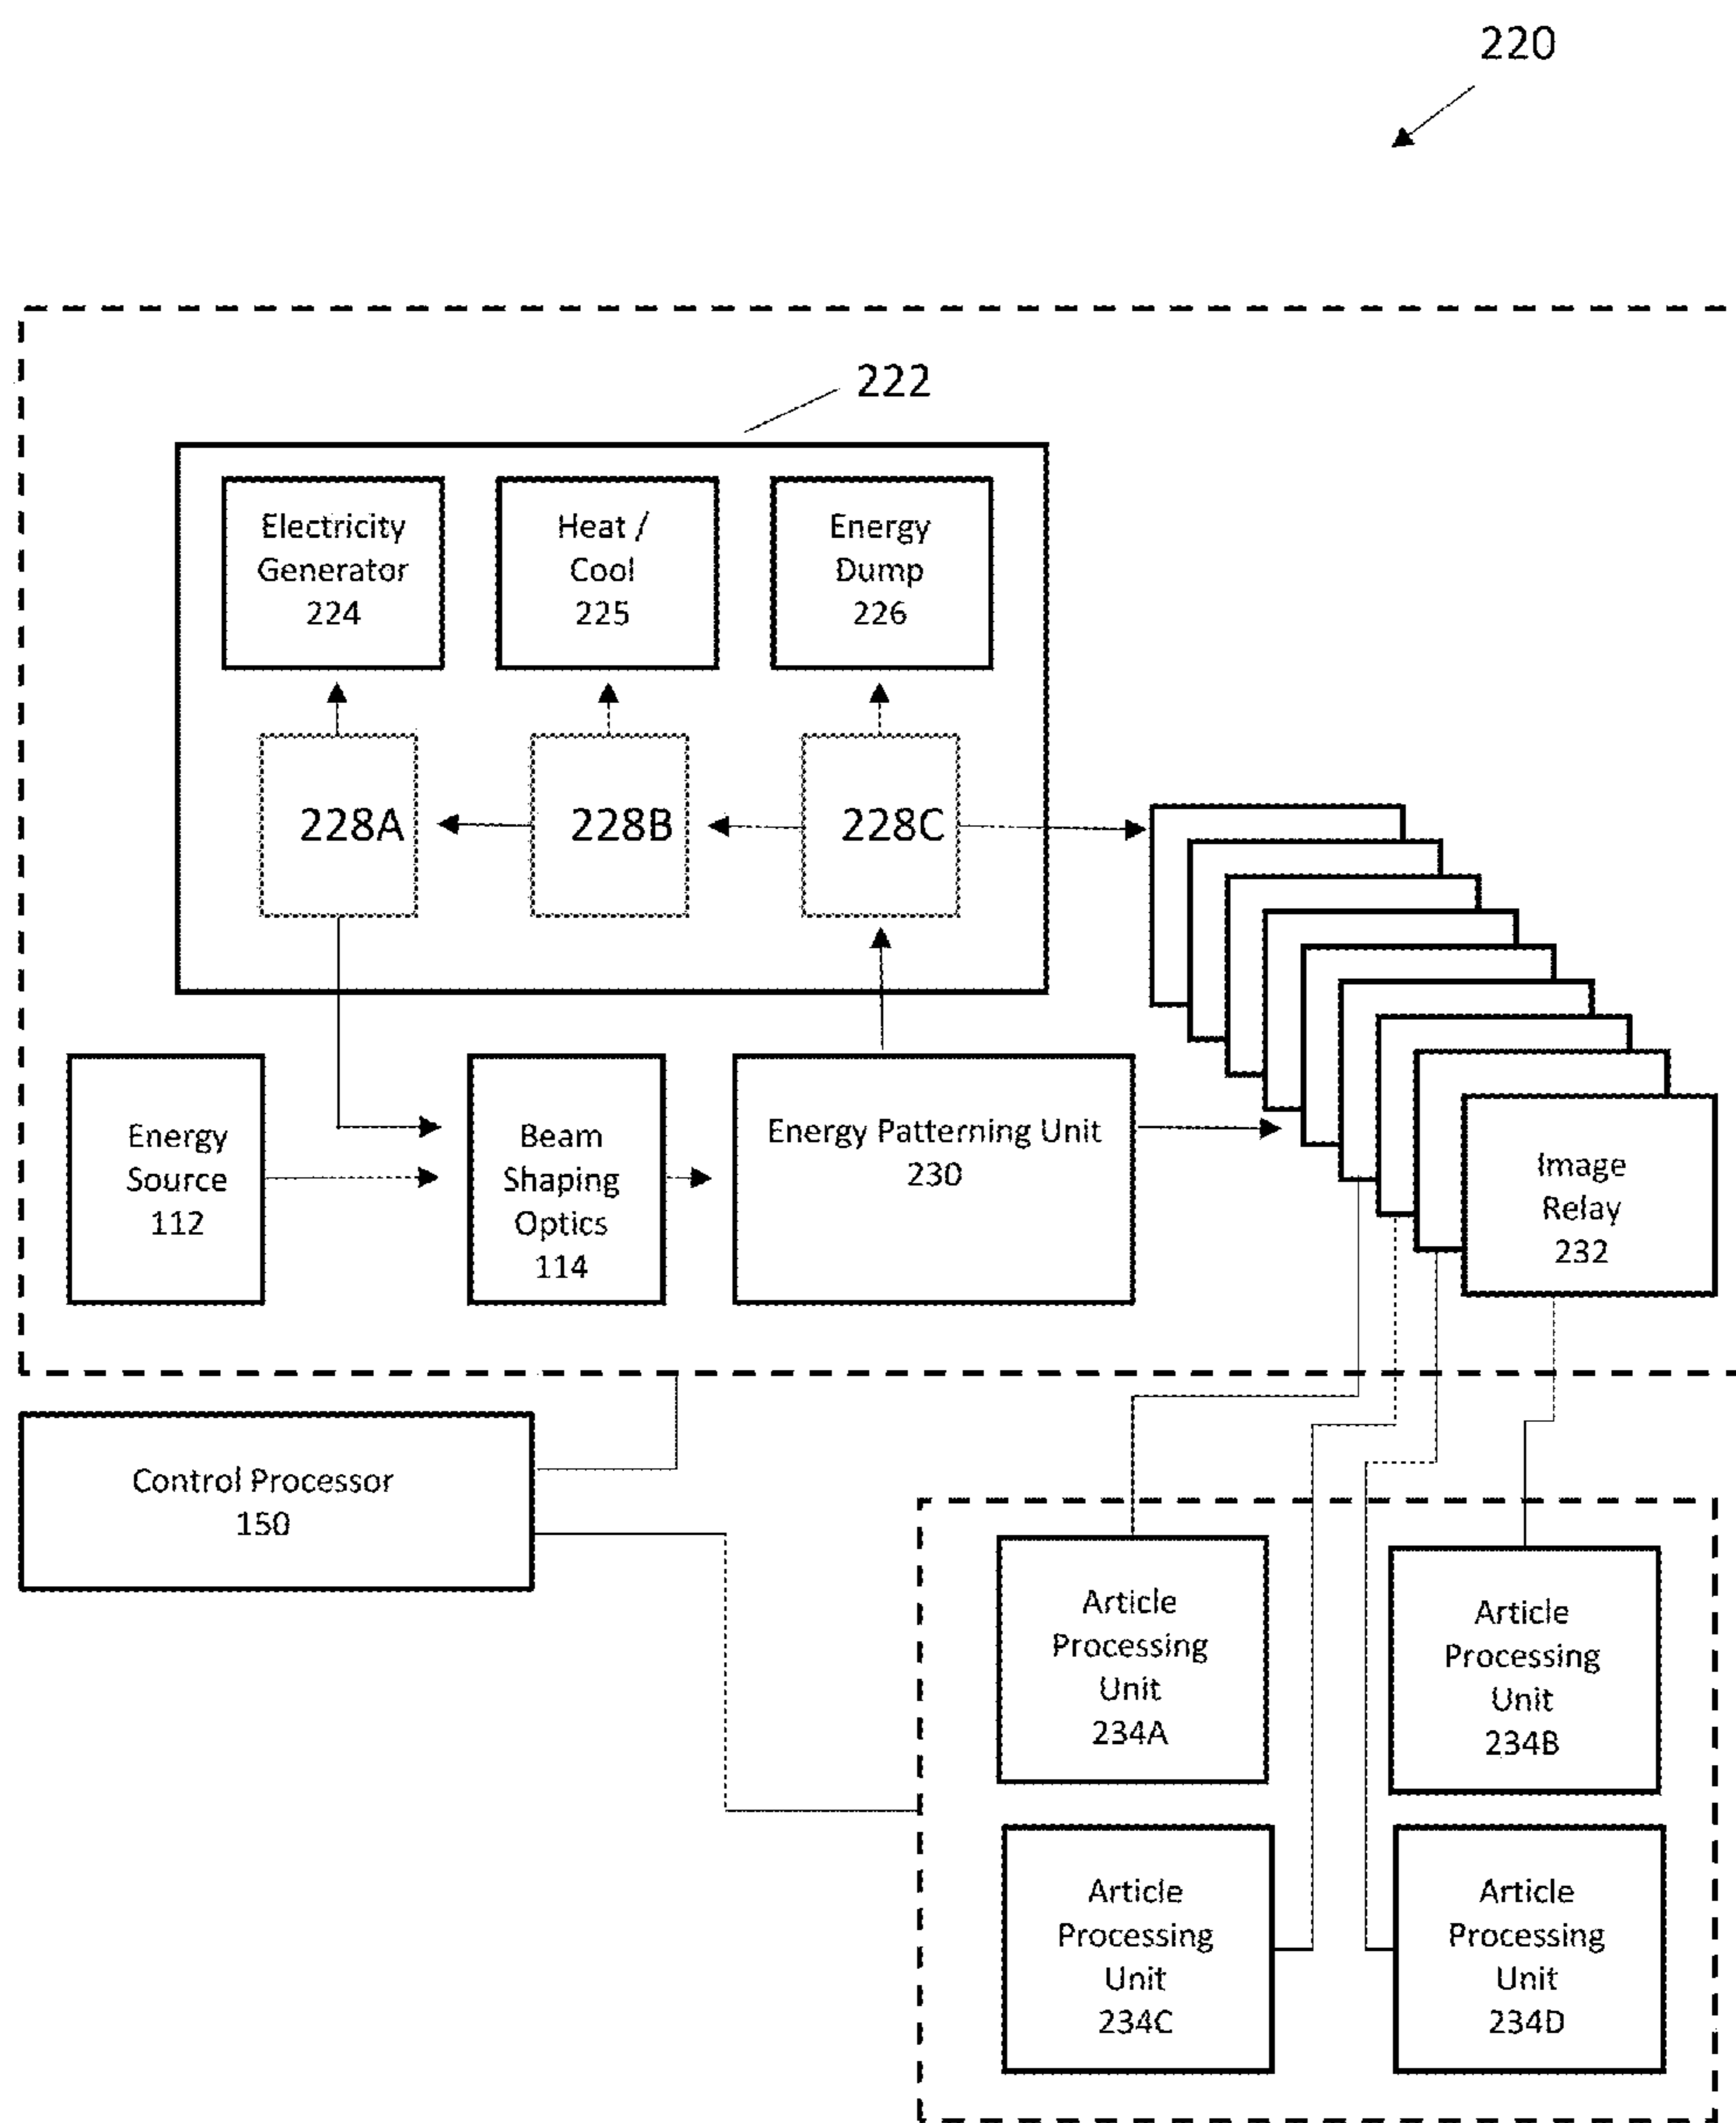 220
222
Electricity
Generator
224
Heat /
Cool
225
Energy
Dump
226
228A
228B
228C
Energy
Source
112
Beam
Shaping
Optics
114
Energy Patterning Unit
230
Image
Relay
232
Control Processor
150
Article
Processing
Unit
234A
Article
Processing
Unit
234B
Article
Processing
Unit
234C
Article
Processing
Unit
234D